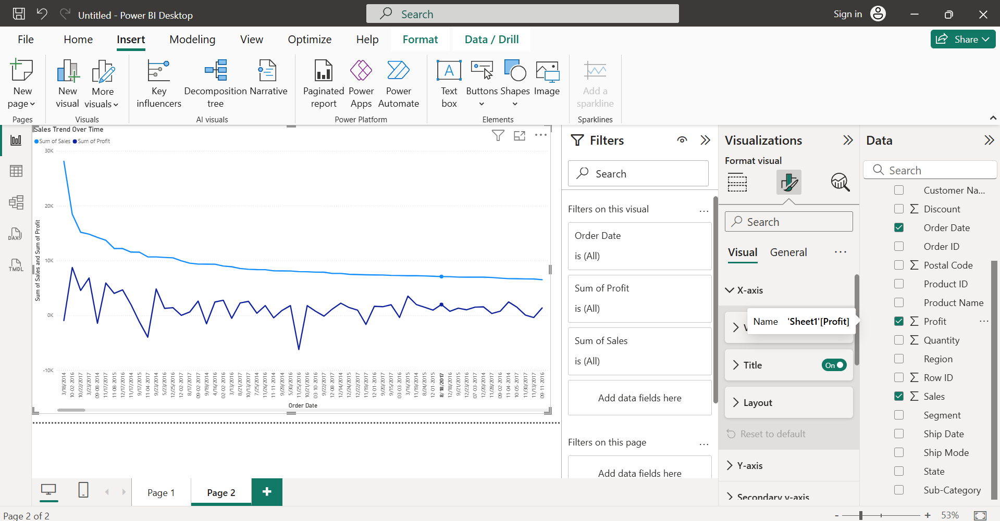 Untitled - Power BI Desktop
Search
Sign in
File
Home
Insert
Modeling
View
Optimize
Help
Format
Data / Drill
Share
New page
New visual
More visuals
Key influencers
Decomposition tree
Narrative
Paginated report
Power Apps
Power Automate
Text box
Buttons
Shapes
Image
Add a sparkline
Pages
Visuals
AI visuals
Power Platform
Elements
Sparklines
DAX
TMDL
Sales Trend Over Time
Sum of Sales
Sum of Profit
Sum of Sales and Sum of Profit
30K
20K
10K
0K
-10K
3/18/2014
10-02 2016
10/22/2017
3/23/2017
09-08 2014
11/17/2017
11-08 2015
12/17/2016
11/17/2014
9/17/2015
11-04 2017
9/23/2014
5/23/2016
12/25/2016
12-02 2017
8/17/2017
09-02 2017
9/19/2014
4/16/2016
02-02 2016
3/13/2016
8/21/2017
10/13/2017
7/25/2014
11/26/2016
11-11 2014
9/29/2014
5/30/2016
11/25/2016
10/21/2016
03-10 2016
9/22/2017
12-08 2017
12/14/2014
12/24/2015
12/22/2017
11/19/2017
12-01 2016
9/20/2017
9/15/2017
03-03 2016
3/16/2015
11/19/2014
8/24/2015
12-01 2015
8/18/2017
12/18/2016
9/21/2015
12/23/2016
07-03 2017
12/20/2014
11/28/2017
09-02 2016
11-04 2014
10-05 2017
11/30/2017
11/13/2017
09-11 2016
Order Date
Filters
Search
Filters on this visual
Order Date
is (All)
Sum of Profit
is (All)
Sum of Sales
is (All)
Add data fields here
Filters on this page
Add data fields here
Visualizations
Format visual
Search
Visual
General
X-axis
V
Name 'Sheet1'[Profit]
Title
On
Layout
Reset to default
Y-axis
Secondary y-axis
Data
Search
Customer Na...
Discount
Order Date
Order ID
Postal Code
Product ID
Product Name
Profit
Quantity
Region
Row ID
Sales
Segment
Ship Date
Ship Mode
State
Sub-Category
Page 1
Page 2
Page 2 of 2
53%